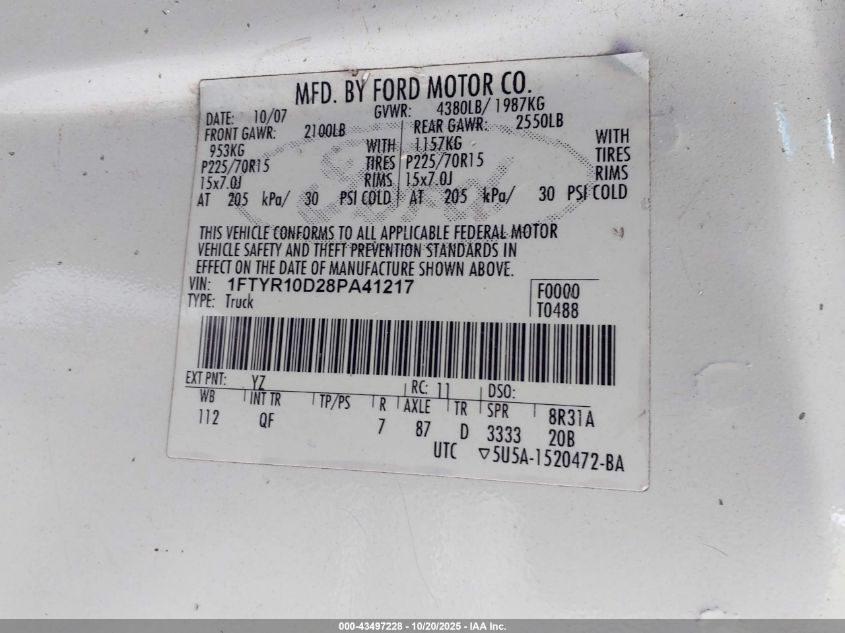 MFD. BY FORD MOTOR CO.
DATE: 10/07 GVWR: 4380LB/ 1987KG
FRONT GAWR: 2100LB REAR GAWR: 2550LB
953KG WITH 1157KG WITH
P225/70R15 TIRES P225/70R15 TIRES
15x7.0J RIMS 15x7.0J RIMS
AT 205 kPa/ 30 PSI COLD AT 205 kPa/ 30 PSI COLD
THIS VEHICLE CONFORMS TO ALL APPLICABLE FEDERAL MOTOR
VEHICLE SAFETY AND THEFT PREVENTION STANDARDS IN
EFFECT ON THE DATE OF MANUFACTURE SHOWN ABOVE.
VIN: 1FTYR10D28PA41217 F0000
TYPE: Truck T0488
EXT PNT: YZ RC: 11 DSO:
WB INT TR TP/PS R AXLE TR SPR 8R31A
112 QF 7 87 D 3333 20B
UTC ▽5U5A-1520472-BA
000-43497228 - 10/20/2025 - IAA Inc.